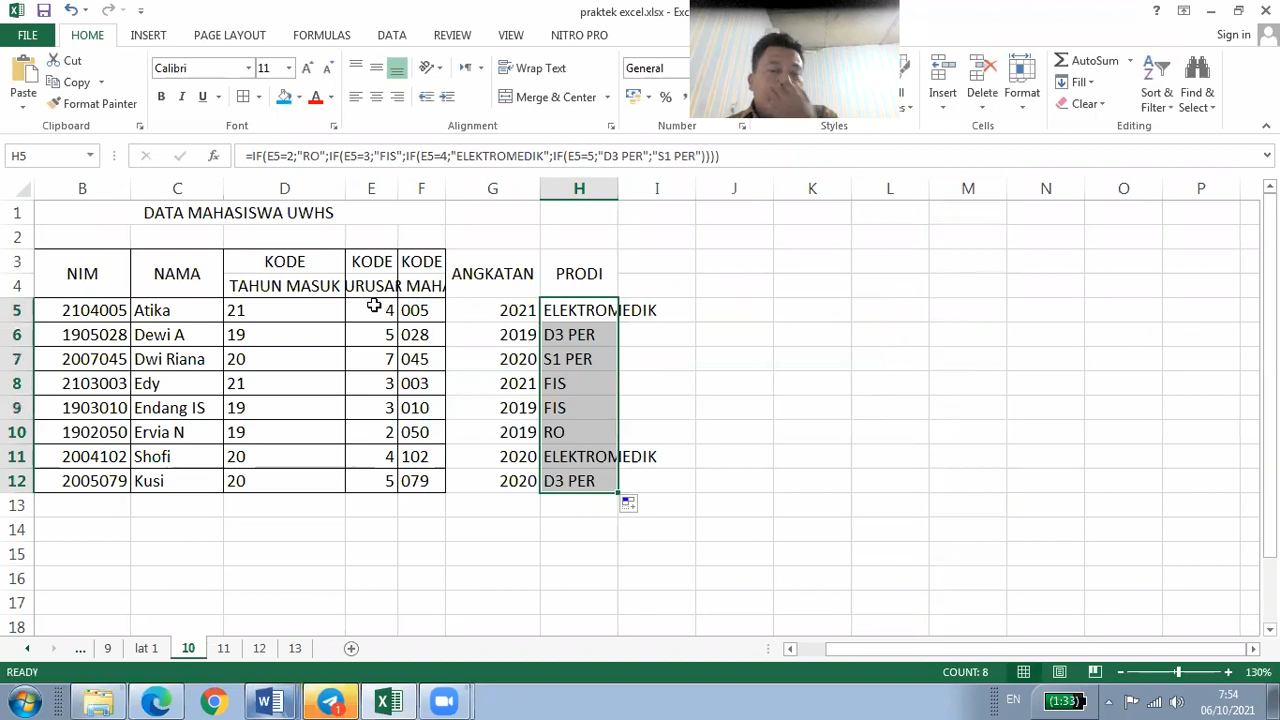 praktek excel.xlsx - Exc
Sign in
FILE HOME INSERT PAGE LAYOUT FORMULAS DATA REVIEW VIEW NITRO PRO
Paste Cut Copy Format Painter
Clipboard
Calibri 11
B I U A
Font
Wrap Text
Merge & Center
Alignment
General
%
Number
Styles
Insert Delete Format
Cells
AutoSum
Fill
Clear
Sort & Filter
Find & Select
Editing
H5 fx =IF(E5=2;"RO";IF(E5=3;"FIS";IF(E5=4;"ELEKTROMEDIK";IF(E5=5;"D3 PER";"S1 PER"))))
B C D E F G H I J K L M N O P
1 DATA MAHASISWA UWHS
2
3 NIM NAMA KODE KODE KODE ANGKATAN PRODI
4 TAHUN MASUK URUSAN MAHA
5 2104005 Atika 21 4 005 2021 ELEKTROMEDIK
6 1905028 Dewi A 19 5 028 2019 D3 PER
7 2007045 Dwi Riana 20 7 045 2020 S1 PER
8 2103003 Edy 21 3 003 2021 FIS
9 1903010 Endang IS 19 3 010 2019 FIS
10 1902050 Ervia N 19 2 050 2019 RO
11 2004102 Shofi 20 4 102 2020 ELEKTROMEDIK
12 2005079 Kusi 20 5 079 2020 D3 PER
13
14
15
16
17
18
... 9 lat 1 10 11 12 13
READY COUNT: 8 130%
EN (1:33) 7:54
06/10/2021